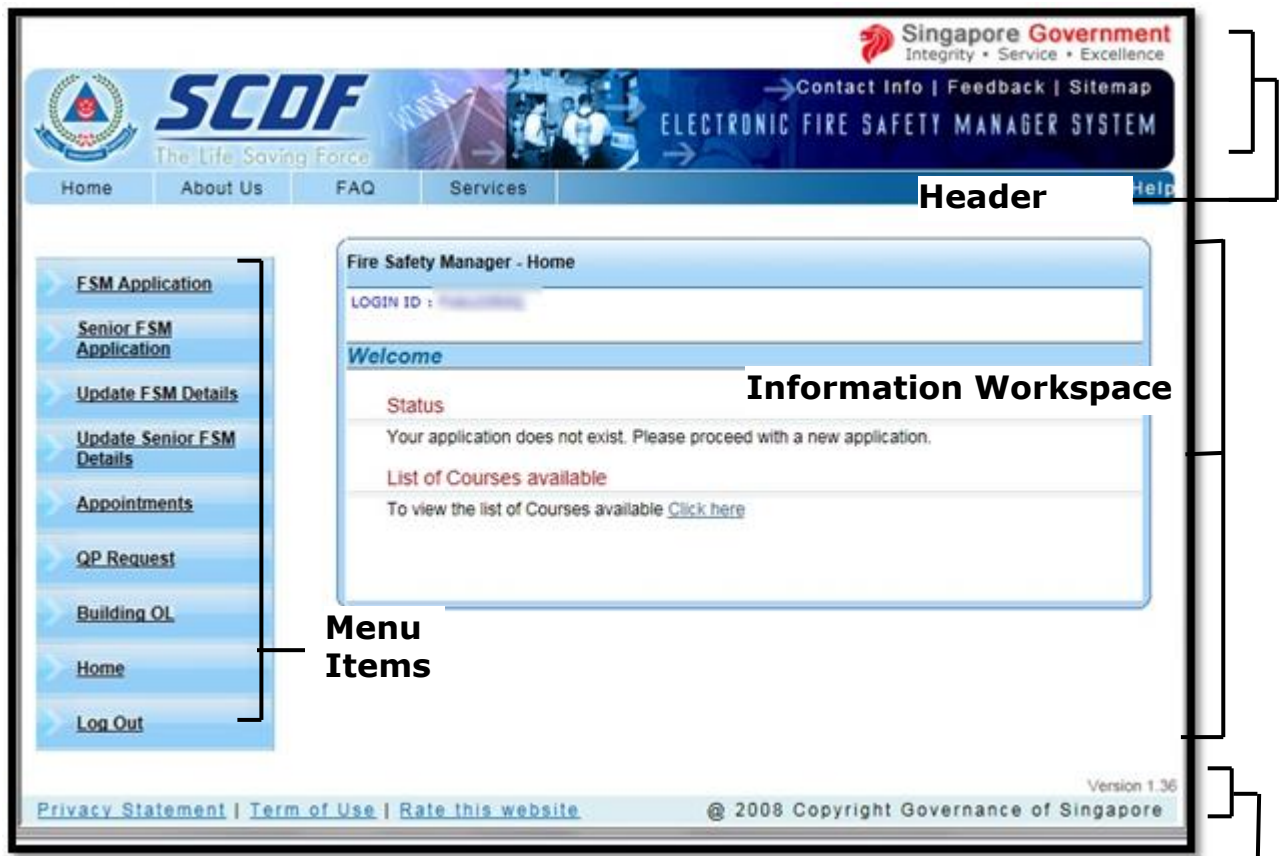 Singapore Government
Integrity • Service • Excellence
SCDF
The Life Saving Force
Contact Info | Feedback | Sitemap
ELECTRONIC FIRE SAFETY MANAGER SYSTEM
Home About Us FAQ Services Help
Header
FSM Application
Senior FSM
Application
Update FSM Details
Update Senior FSM
Details
Appointments
QP Request
Building OL
Home
Log Out
Menu
Items
Fire Safety Manager - Home
LOGIN ID :
Welcome
Information Workspace
Status
Your application does not exist. Please proceed with a new application.
List of Courses available
To view the list of Courses available Click here
Version 1.36
Privacy Statement | Term of Use | Rate this website @ 2008 Copyright Governance of Singapore